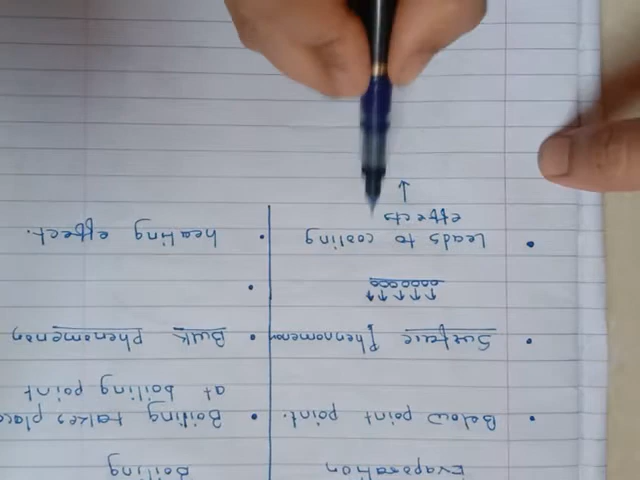 Evaporation
Boiling
• Below point.
• Boiling takes place
at boiling point
• Surface Phenomenon
• Bulk Phenomenon
↑↑↑↑↑
•
• Leads to cooling
effects
↓
• heating effect.